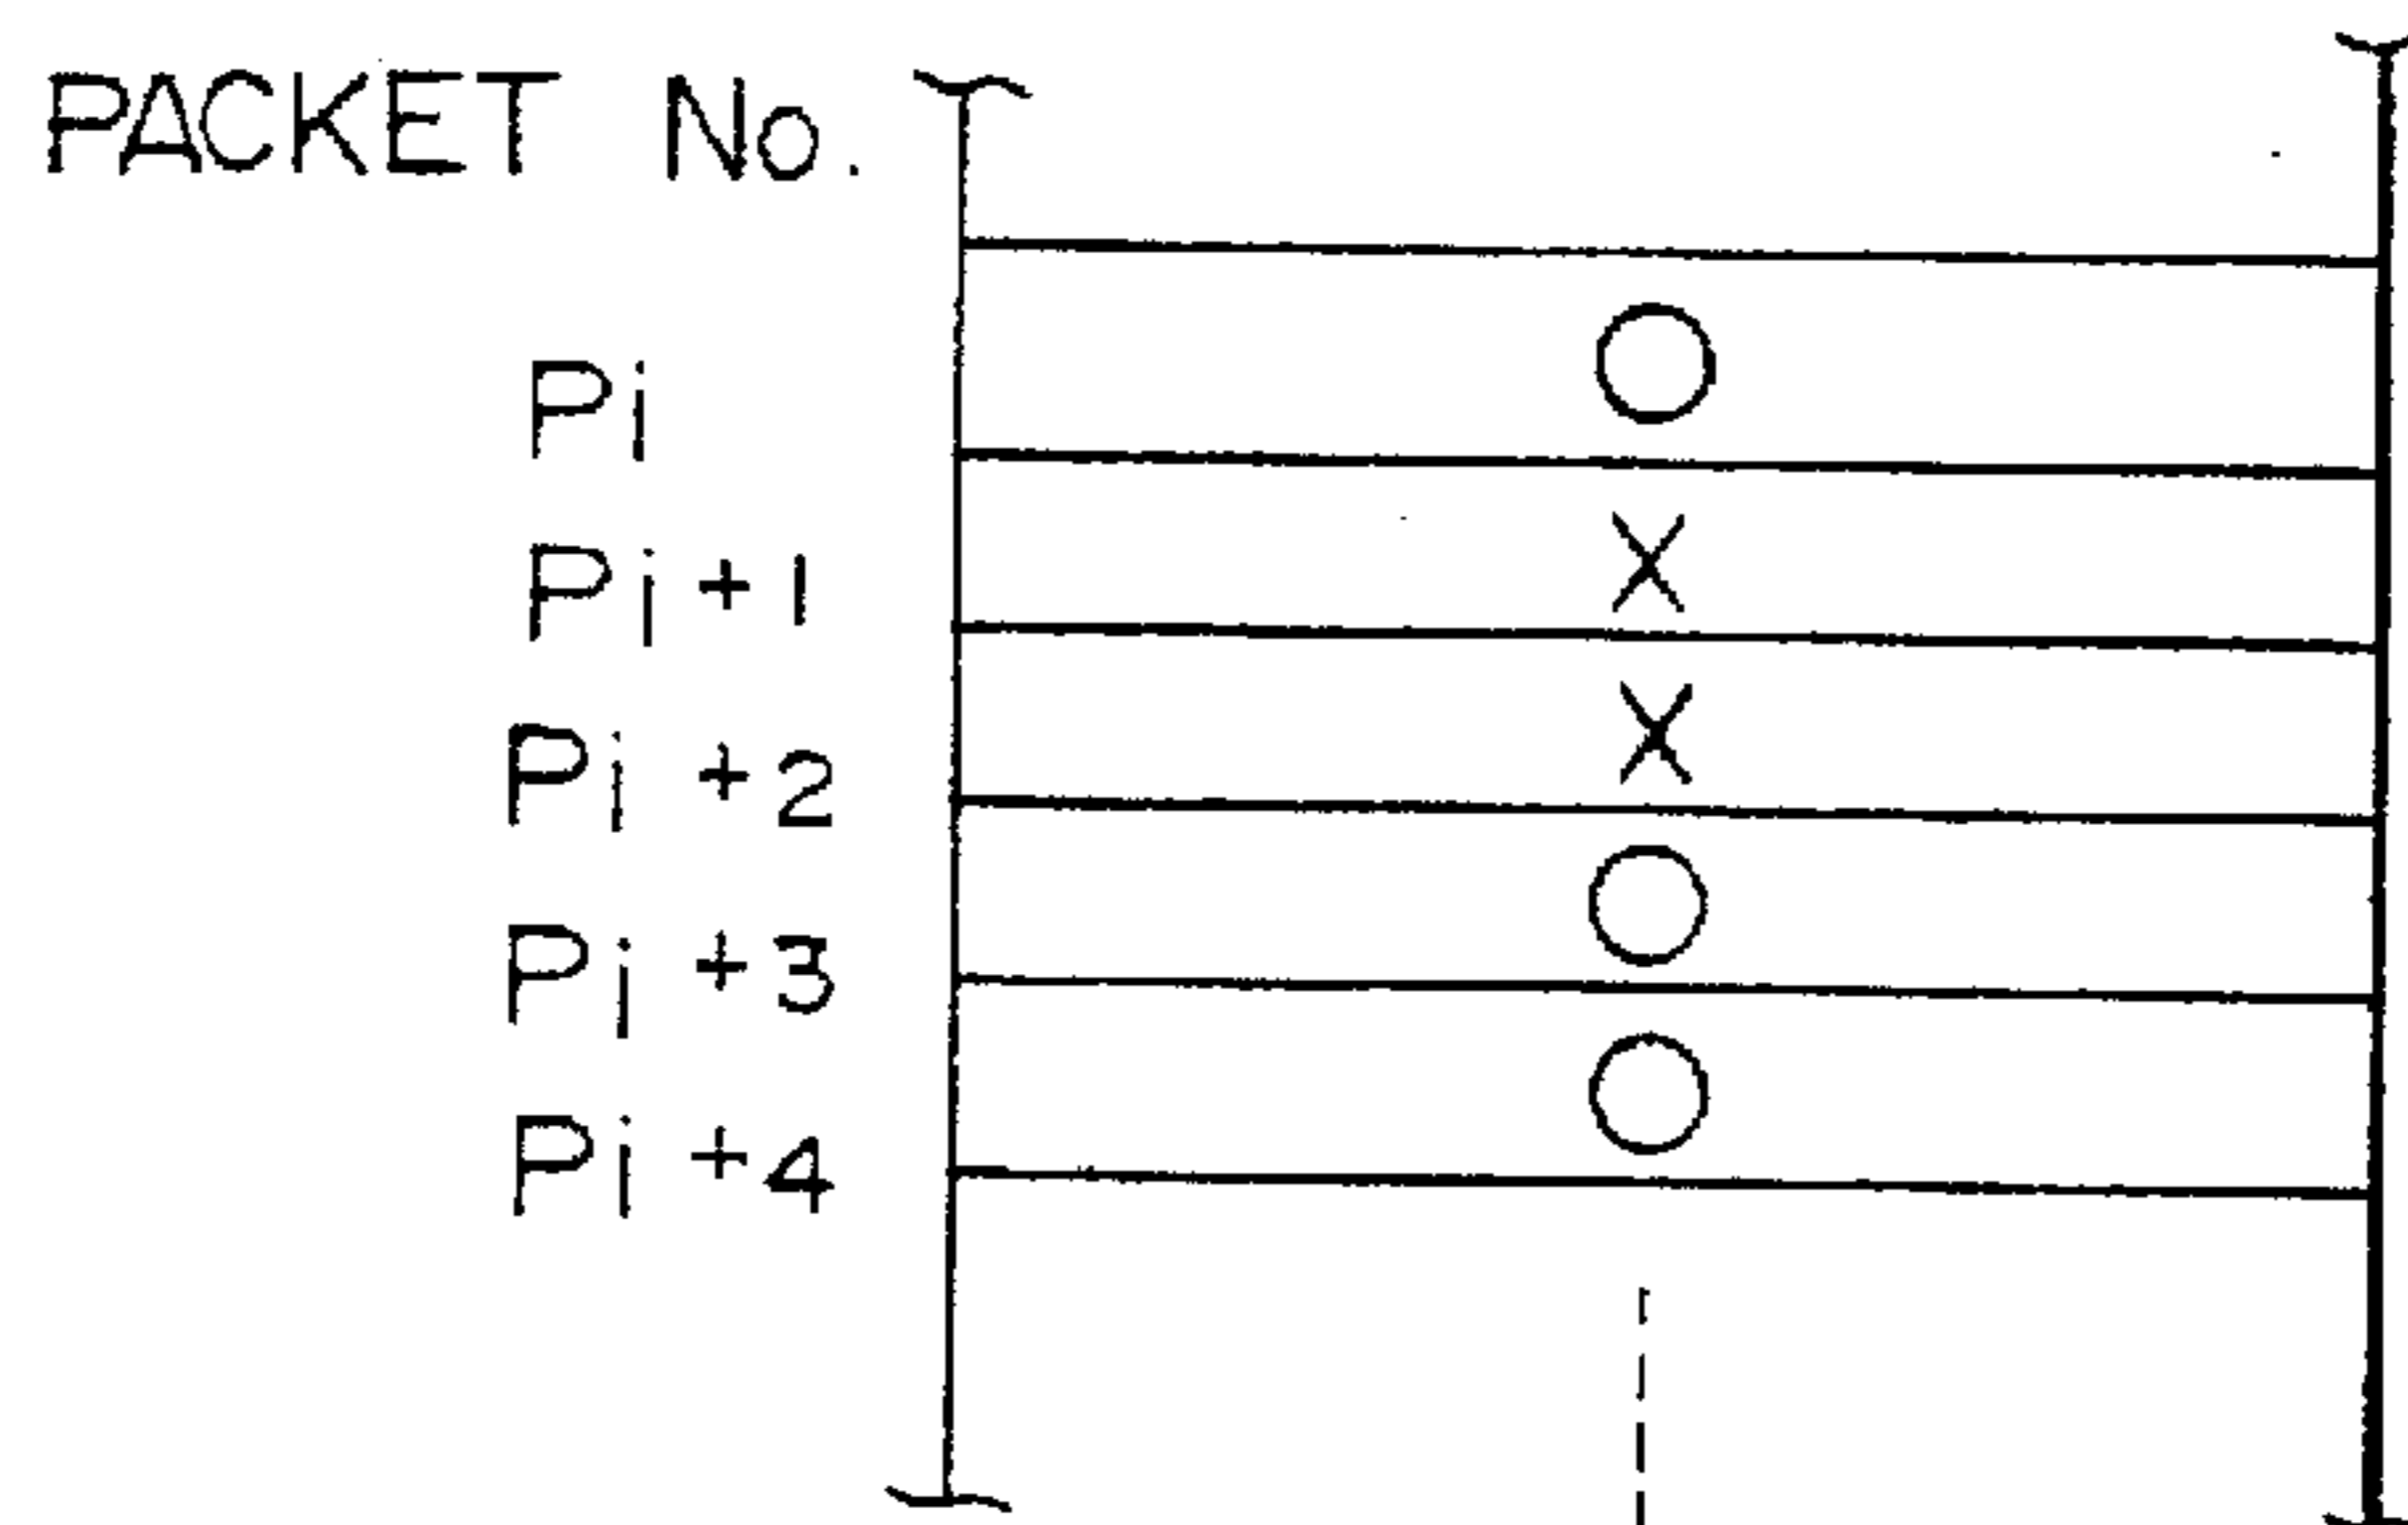 PACKET No.
Pi ○
Pi+1 X
Pi+2 X
Pi+3 ○
Pi+4 ○